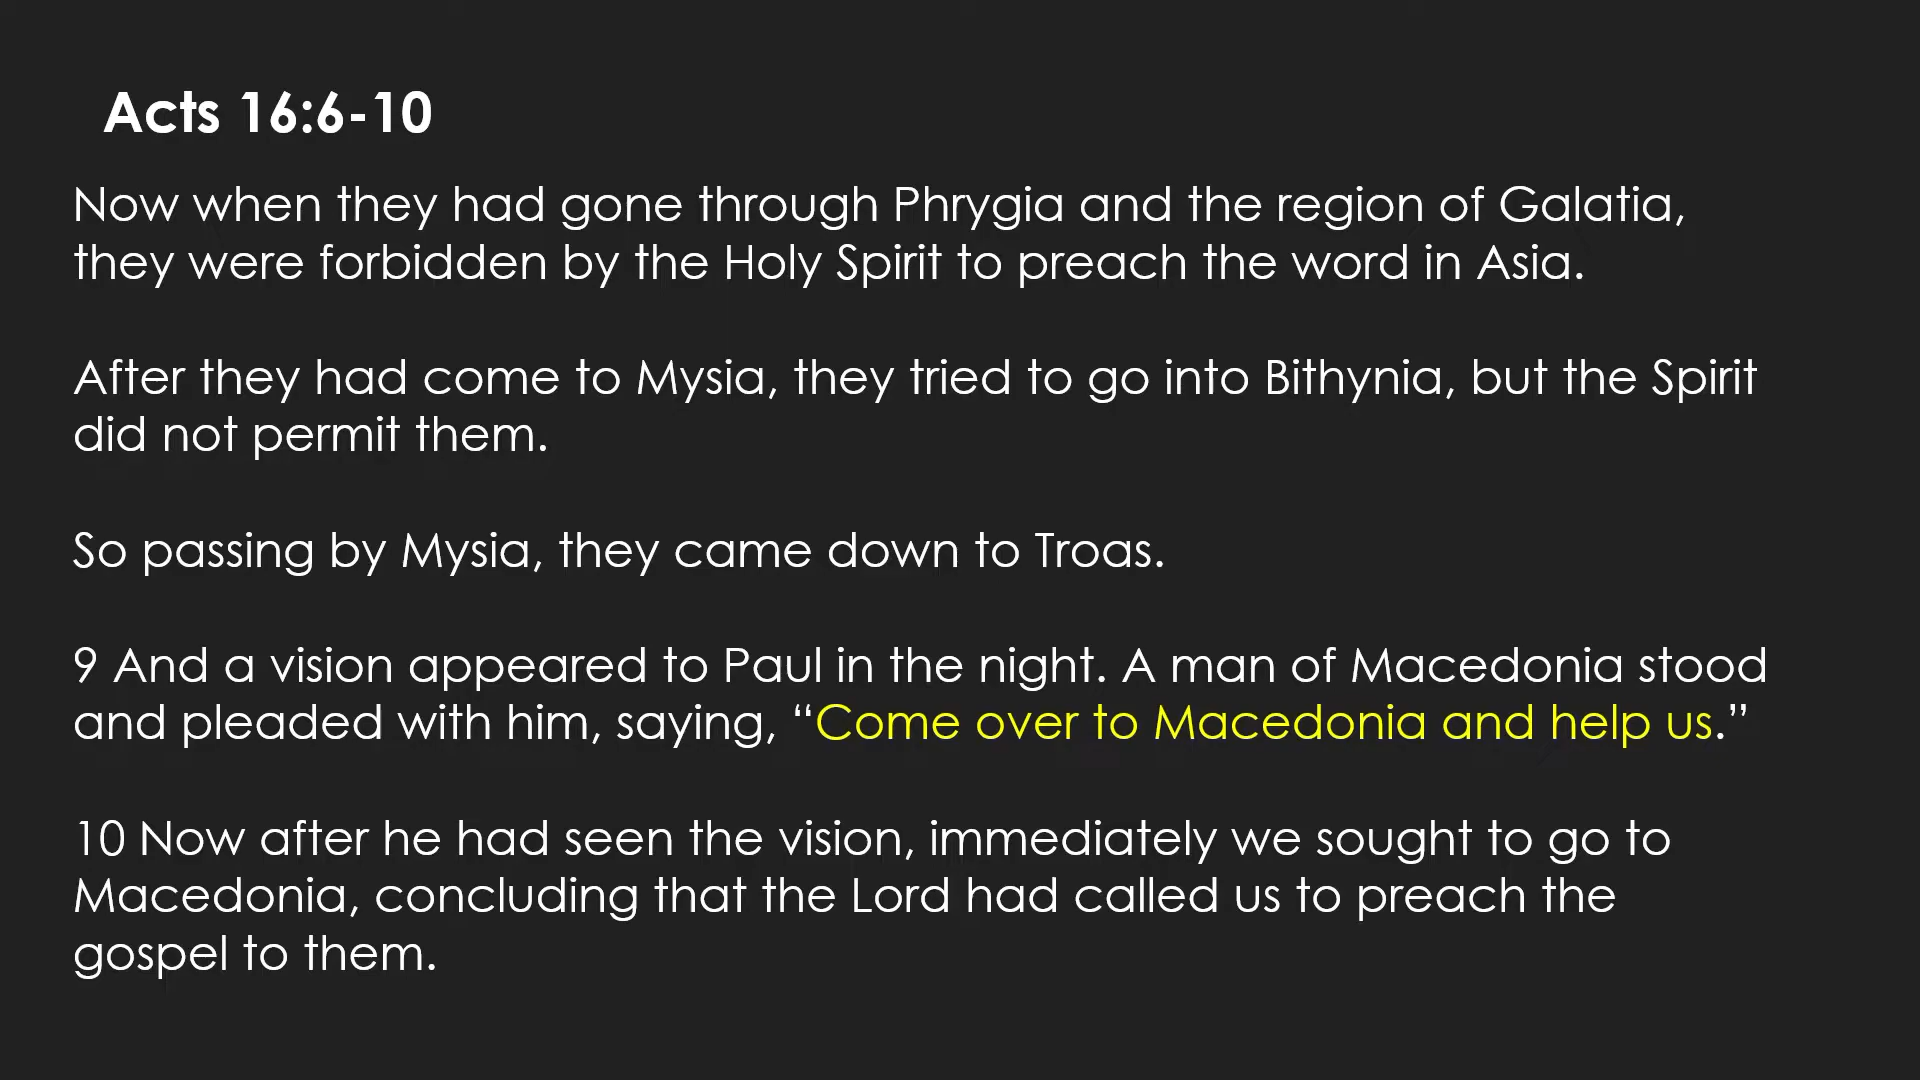 Acts 16:6-10
Now when they had gone through Phrygia and the region of Galatia,
they were forbidden by the Holy Spirit to preach the word in Asia.
After they had come to Mysia, they tried to go into Bithynia, but the Spirit
did not permit them.
So passing by Mysia, they came down to Troas.
9 And a vision appeared to Paul in the night. A man of Macedonia stood
and pleaded with him, saying, “Come over to Macedonia and help us.”
10 Now after he had seen the vision, immediately we sought to go to
Macedonia, concluding that the Lord had called us to preach the
gospel to them.